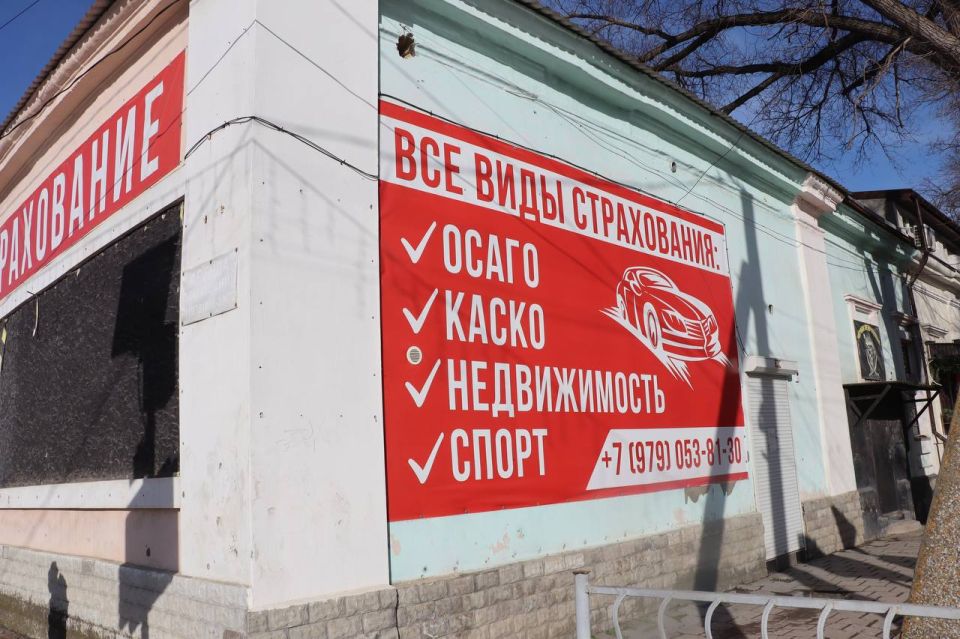 РАХОВАНИЕ
ВСЕ ВИДЫ СТРАХОВАНИЯ:
ОСАГО
КАСКО
НЕДВИЖИМОСТЬ
СПОРТ
+7 (979) 053-81-30